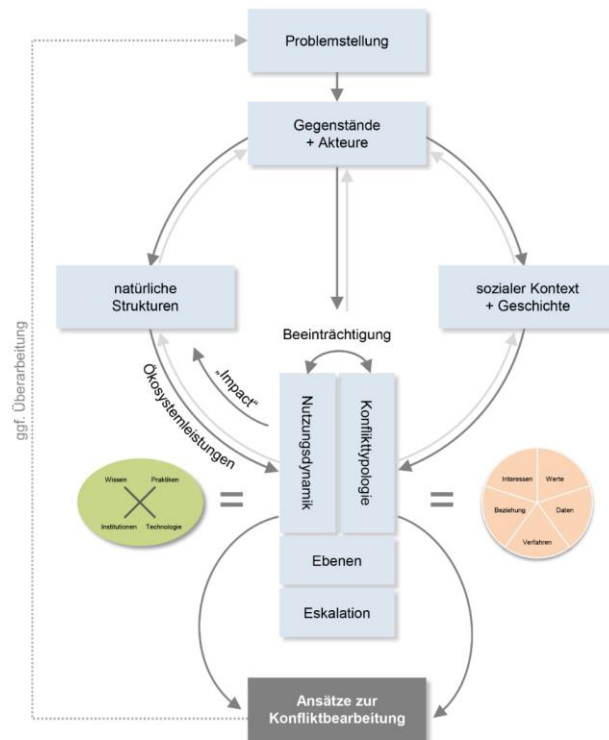 Problemstellung
Gegenstände
+ Akteure
natürliche
Strukturen
sozialer Kontext
+ Geschichte
Beeinträchtigung
„Impact“
Ökosystemleistungen
ggf. Überarbeitung
Nutzungsdynamik
Konflikttypologie
Wissen
Praktiken
Institutionen
Technologie
=
=
Interessen
Werte
Beziehung
Daten
Verfahren
Ebenen
Eskalation
Ansätze zur
Konfliktbearbeitung